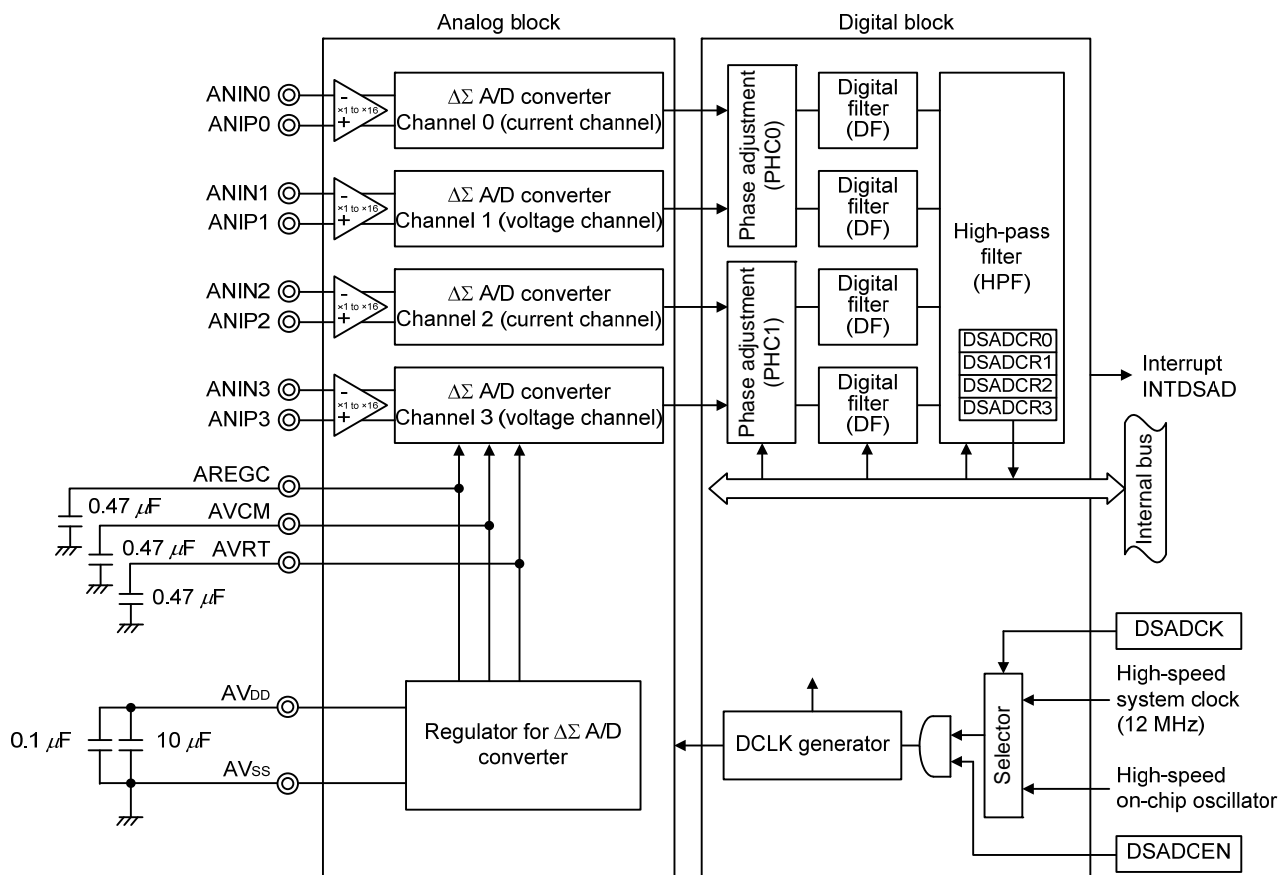 Analog block
Digital block
ANIN0
ANIP0
−
×1 to ×16
+
ΔΣ A/D converter
Channel 0 (current channel)
Phase adjustment
(PHC0)
Digital
filter
(DF)
High-pass
filter
(HPF)
ANIN1
ANIP1
−
×1 to ×16
+
ΔΣ A/D converter
Channel 1 (voltage channel)
Digital
filter
(DF)
ANIN2
ANIP2
−
×1 to ×16
+
ΔΣ A/D converter
Channel 2 (current channel)
Phase adjustment
(PHC1)
Digital
filter
(DF)
DSADCR0
DSADCR1
DSADCR2
DSADCR3
Interrupt
INTDSAD
ANIN3
ANIP3
−
×1 to ×16
+
ΔΣ A/D converter
Channel 3 (voltage channel)
Digital
filter
(DF)
Internal bus
AREGC
0.47 μF
AVCM
0.47 μF
AVRT
0.47 μF
AVDD
0.1 μF
10 μF
AVSS
Regulator for ΔΣ A/D
converter
DCLK generator
Selector
DSADCK
High-speed
system clock
(12 MHz)
High-speed
on-chip oscillator
DSADCEN